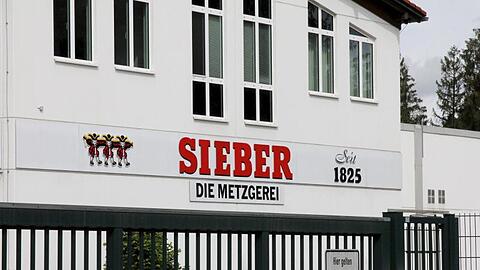 SIEBER
DIE METZGEREI
Seit
1825
Hier gelten